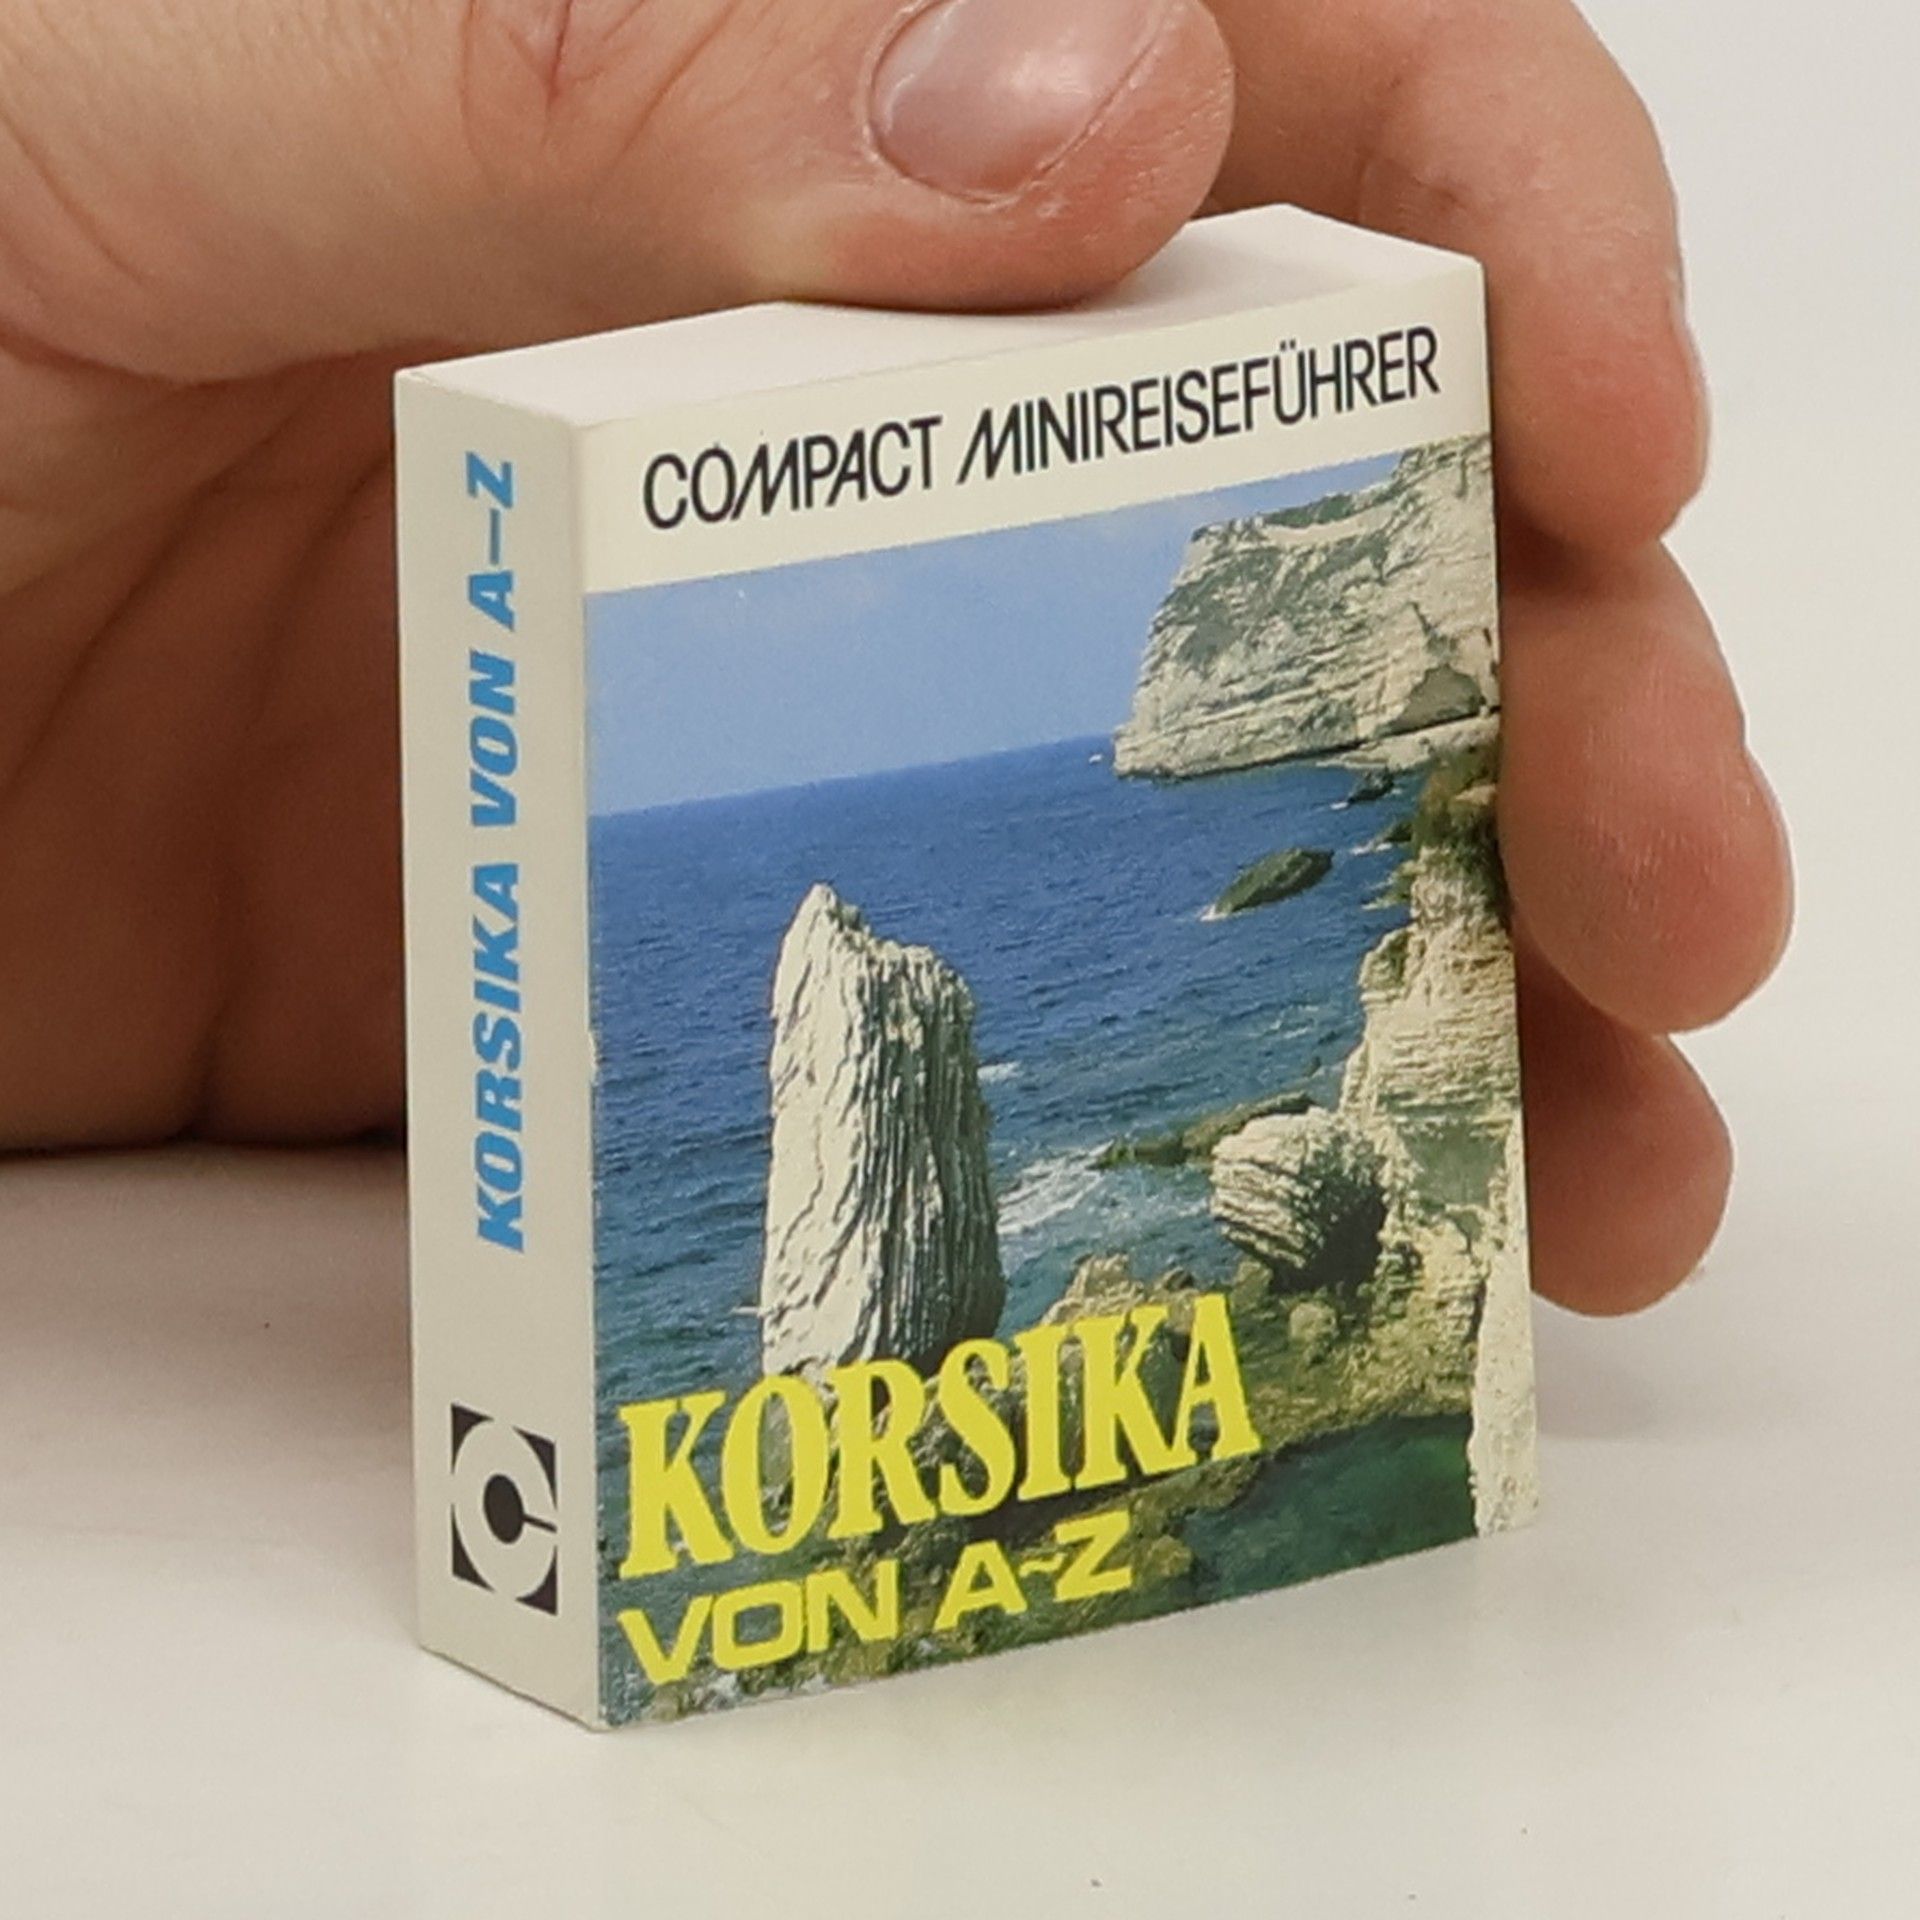 KORSIKA VON A–Z
COMPACT MINIREISEFÜHRER
KORSIKA
VON A~Z